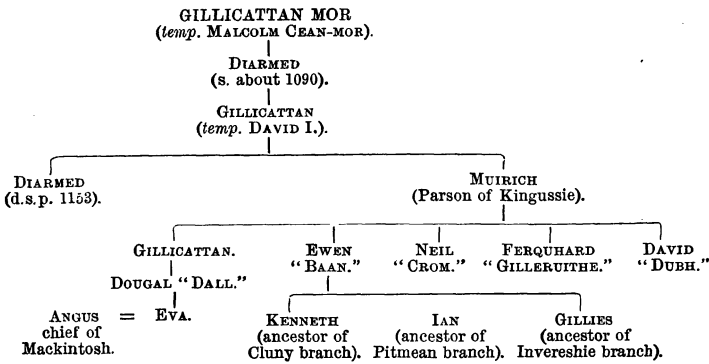 GILLICATTAN MOR
(temp. MALCOLM CEAN-MOR).
DIARMED
(s. about 1090).
GILLICATTAN
(temp. DAVID I.).
DIARMED
(d.s.p. 1153).
MUIRICH
(Parson of Kingussie).
GILLICATTAN.
DOUGAL "DALL."
EWEN
"BAAN."
NEIL
"CROM."
FERQUHARD
"GILLERUITHE."
DAVID
"DUBH."
ANGUS = EVA.
chief of
Mackintosh.
KENNETH
(ancestor of
Cluny branch).
IAN
(ancestor of
Pitmean branch).
GILLIES
(ancestor of
Invereshie branch).